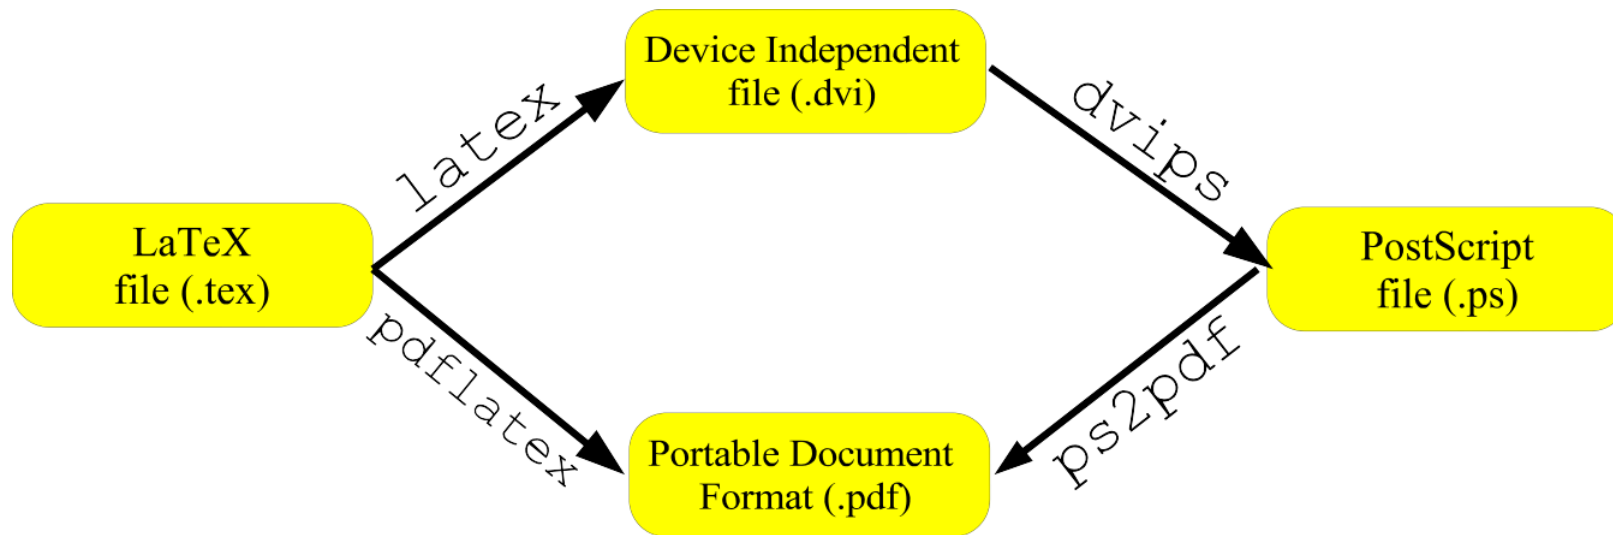 Device Independent
file (.dvi)
latex
dvips
LaTeX
file (.tex)
PostScript
file (.ps)
pdflatex
ps2pdf
Portable Document
Format (.pdf)